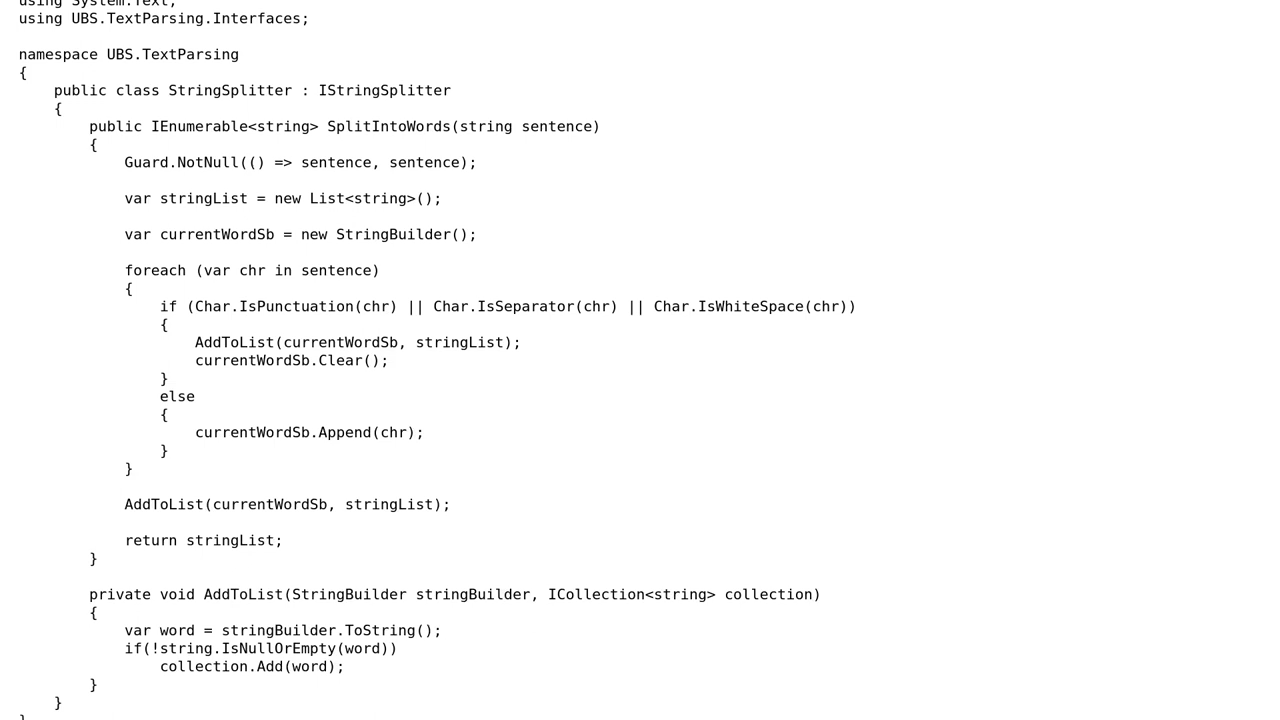 using System.Text;
using UBS.TextParsing.Interfaces;

namespace UBS.TextParsing
{
    public class StringSplitter : IStringSplitter
    {
        public IEnumerable<string> SplitIntoWords(string sentence)
        {
            Guard.NotNull(() => sentence, sentence);

            var stringList = new List<string>();

            var currentWordSb = new StringBuilder();

            foreach (var chr in sentence)
            {
                if (Char.IsPunctuation(chr) || Char.IsSeparator(chr) || Char.IsWhiteSpace(chr))
                {
                    AddToList(currentWordSb, stringList);
                    currentWordSb.Clear();
                }
                else
                {
                    currentWordSb.Append(chr);
                }
            }

            AddToList(currentWordSb, stringList);

            return stringList;
        }

        private void AddToList(StringBuilder stringBuilder, ICollection<string> collection)
        {
            var word = stringBuilder.ToString();
            if(!string.IsNullOrEmpty(word))
                collection.Add(word);
        }
    }
}